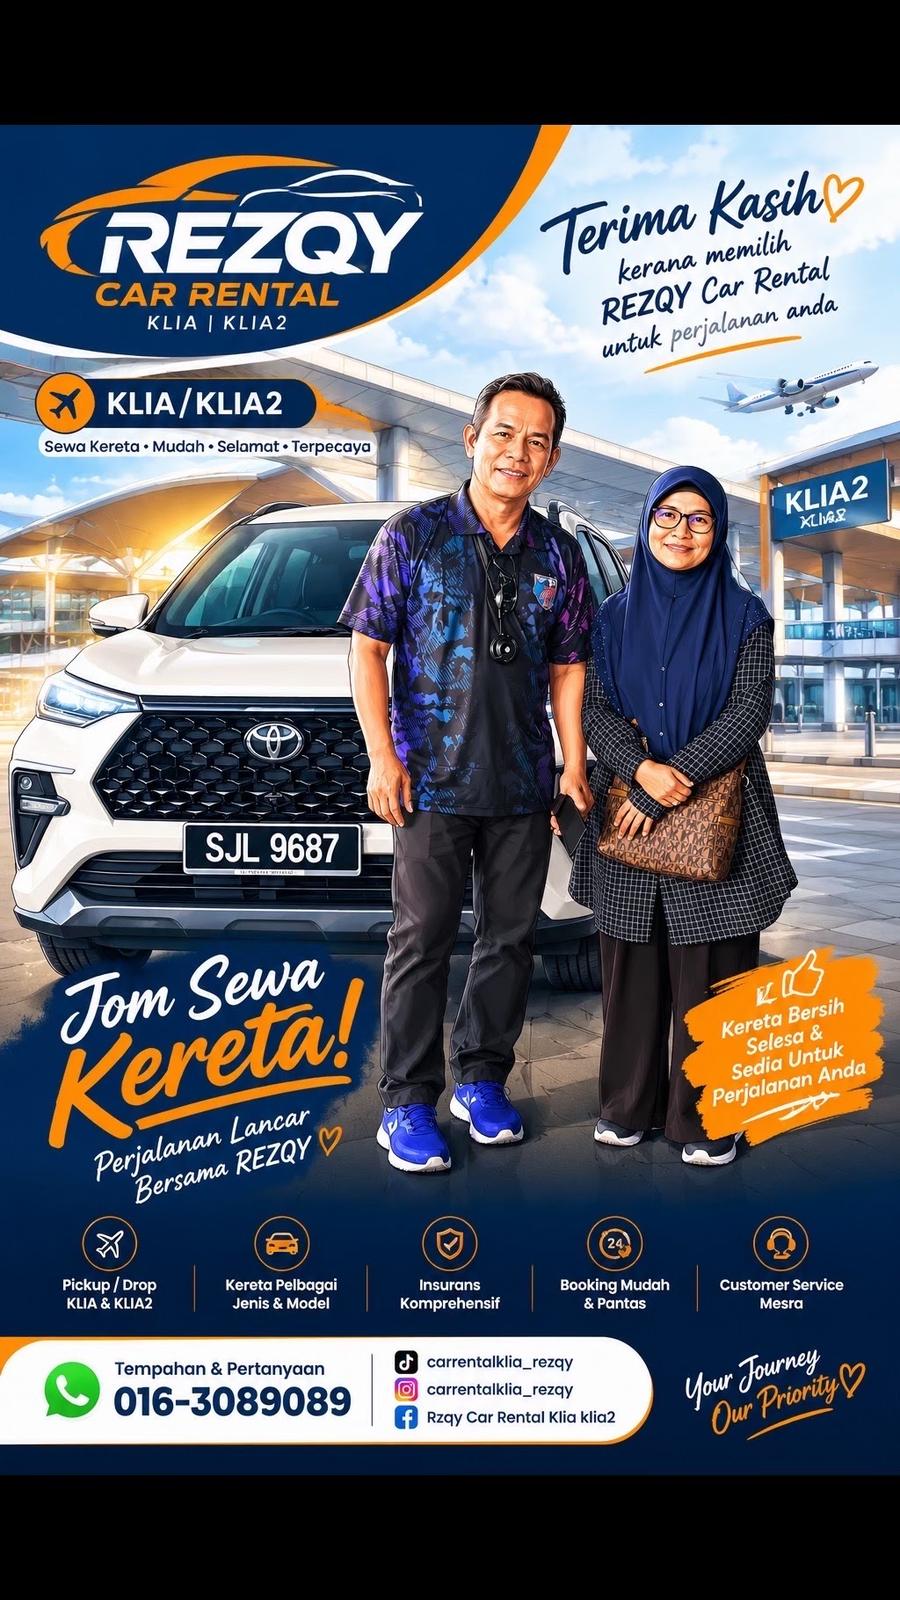 REZQY
CAR RENTAL
KLIA | KLIA2
Terima Kasih
kerana memilih
REZQY Car Rental
untuk perjalanan anda
KLIA/KLIA2
Sewa Kereta • Mudah • Selamat • Terpecaya
KLIA2
SJL 9687
Jom Sewa
Kereta!
Perjalanan Lancar
Bersama REZQY
Kereta Bersih
Selesa &
Sedia Untuk
Perjalanan Anda
Pickup / Drop
KLIA & KLIA2
Kereta Pelbagai
Jenis & Model
Insurans
Komprehensif
24
Booking Mudah
& Pantas
Customer Service
Mesra
Tempahan & Pertanyaan
016-3089089
carrentalklia_rezqy
carrentalklia_rezqy
Rzqy Car Rental Klia klia2
Your Journey
Our Priority